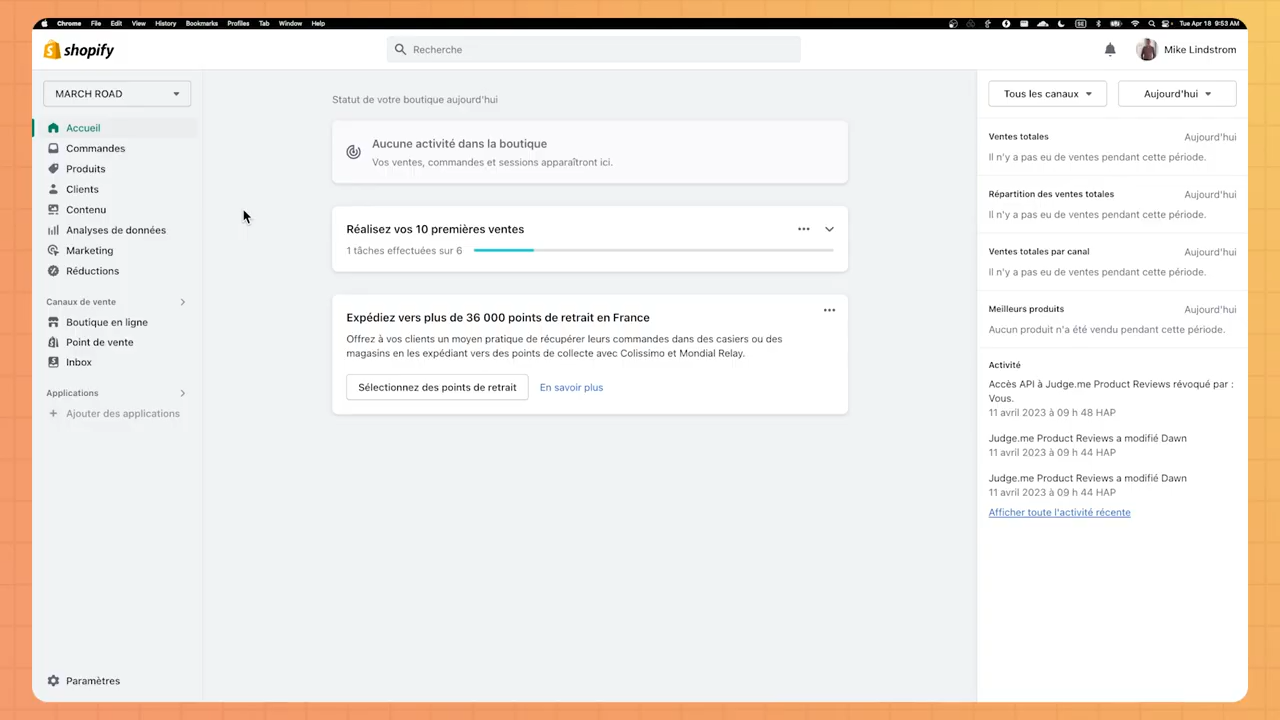 Chrome File Edit View History Bookmarks Profiles Tab Window Help
Tue Apr 18 9:53 AM
shopify
Recherche
Mike Lindstrom
MARCH ROAD
Accueil
Commandes
Produits
Clients
Contenu
Analyses de données
Marketing
Réductions
Canaux de vente
Boutique en ligne
Point de vente
Inbox
Applications
Ajouter des applications
Paramètres
Statut de votre boutique aujourd'hui
Aucune activité dans la boutique
Vos ventes, commandes et sessions apparaîtront ici.
Réalisez vos 10 premières ventes
1 tâches effectuées sur 6
Expédiez vers plus de 36 000 points de retrait en France
Offrez à vos clients un moyen pratique de récupérer leurs commandes dans des casiers ou des
magasins en les expédiant vers des points de collecte avec Colissimo et Mondial Relay.
Sélectionnez des points de retrait
En savoir plus
Tous les canaux
Aujourd'hui
Ventes totales
Aujourd'hui
Il n'y a pas eu de ventes pendant cette période.
Répartition des ventes totales
Aujourd'hui
Il n'y a pas eu de ventes pendant cette période.
Ventes totales par canal
Aujourd'hui
Il n'y a pas eu de ventes pendant cette période.
Meilleurs produits
Aujourd'hui
Aucun produit n'a été vendu pendant cette période.
Activité
Accès API à Judge.me Product Reviews révoqué par :
Vous.
11 avril 2023 à 09 h 48 HAP
Judge.me Product Reviews a modifié Dawn
11 avril 2023 à 09 h 44 HAP
Judge.me Product Reviews a modifié Dawn
11 avril 2023 à 09 h 44 HAP
Afficher toute l'activité récente